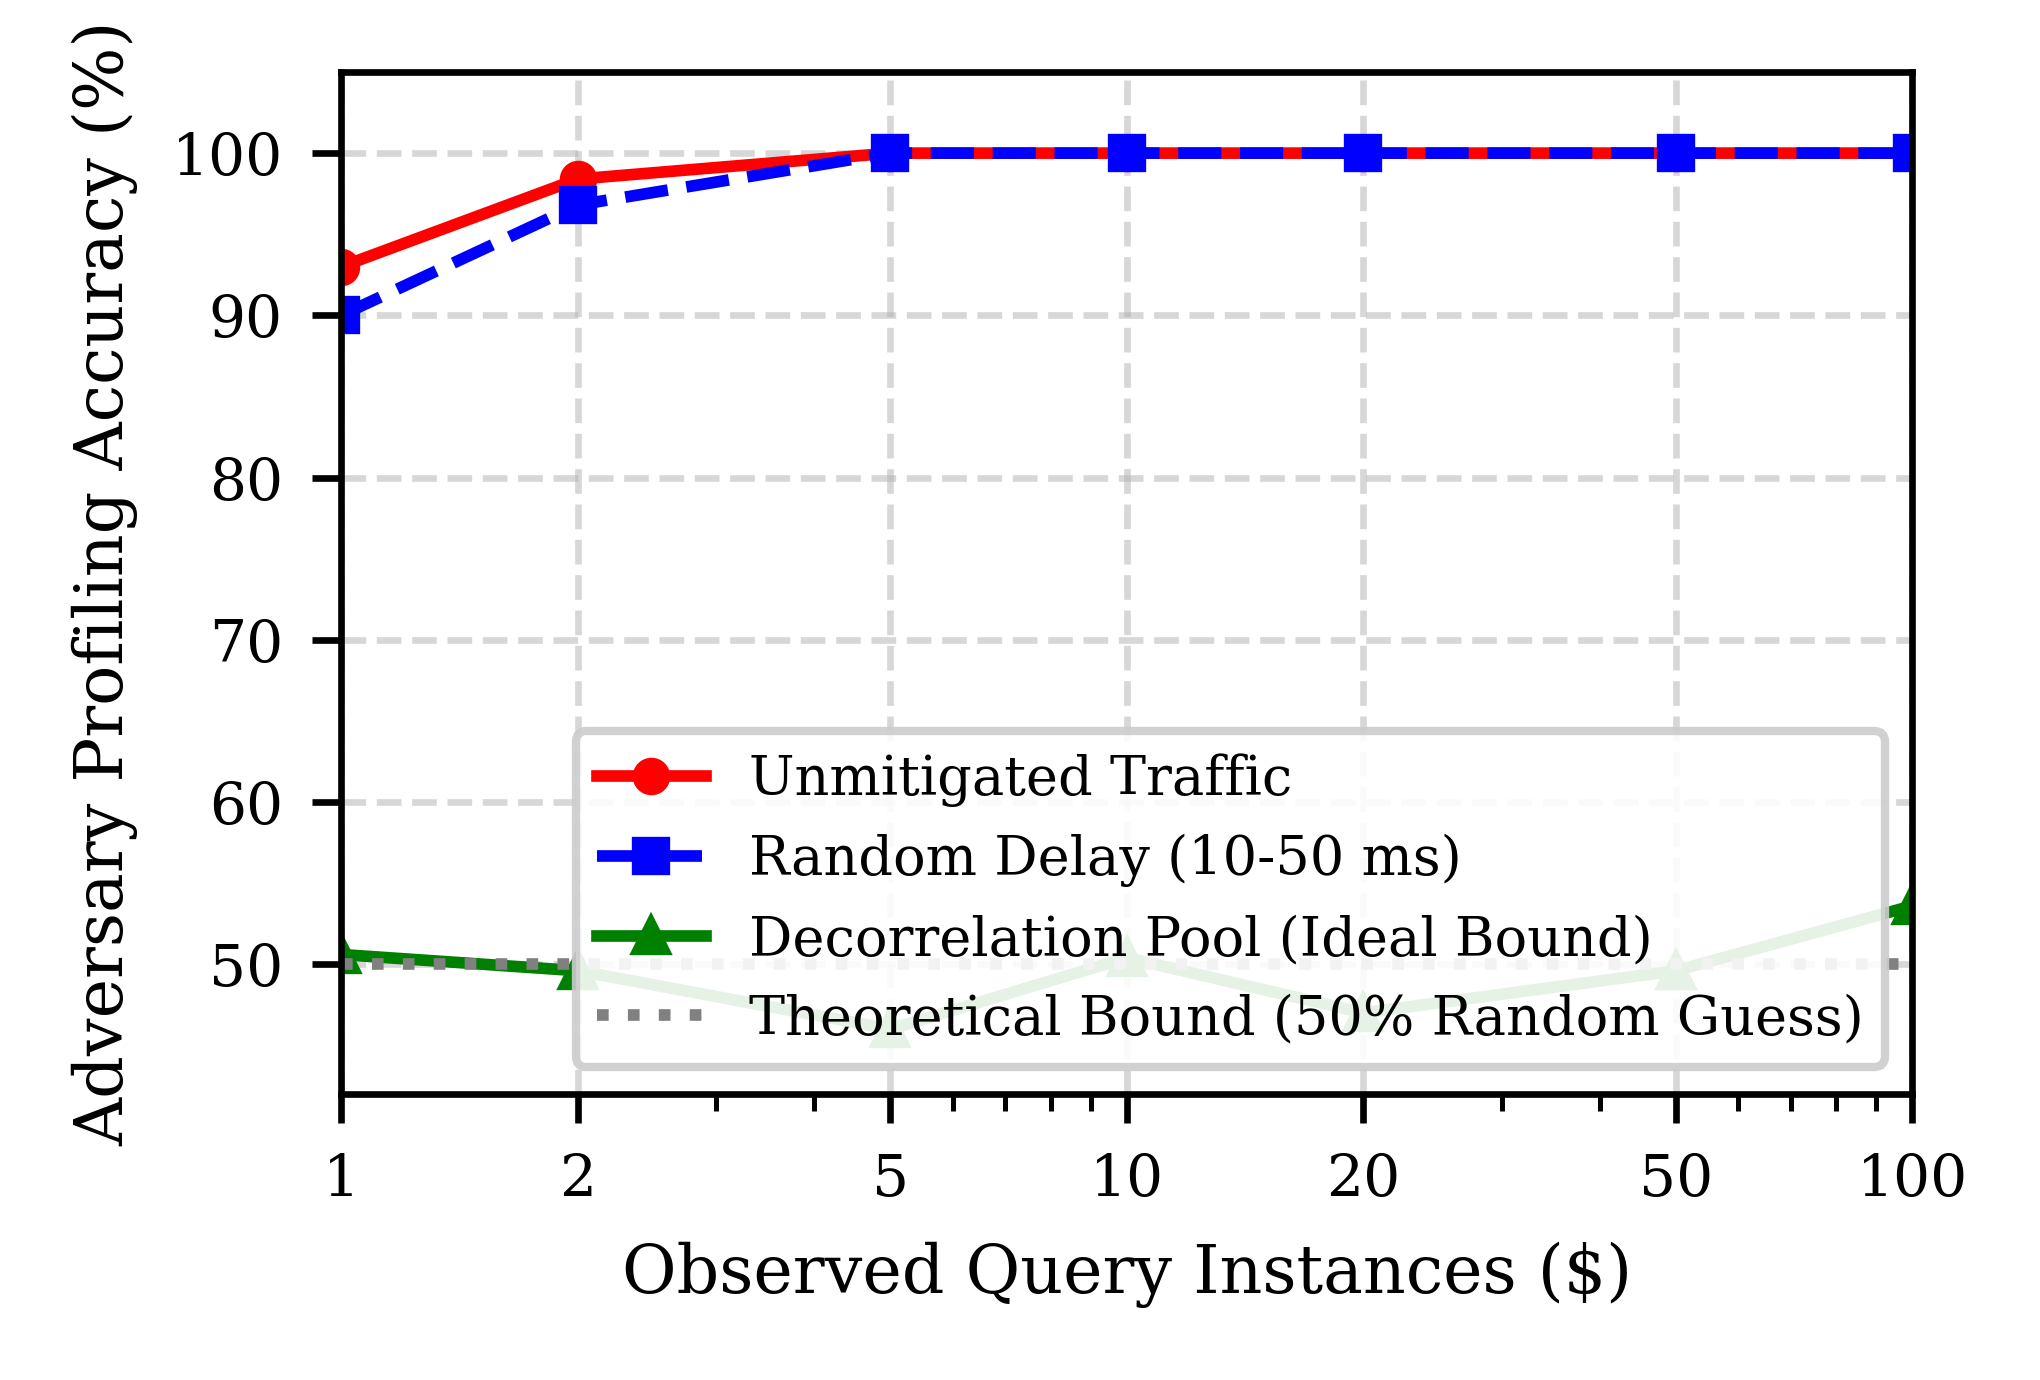 Adversary Profiling Accuracy (%)
100
90
80
70
60
50
Unmitigated Traffic
Random Delay (10-50 ms)
Decorrelation Pool (Ideal Bound)
Theoretical Bound (50% Random Guess)
1 2 5 10 20 50 100
Observed Query Instances ($)